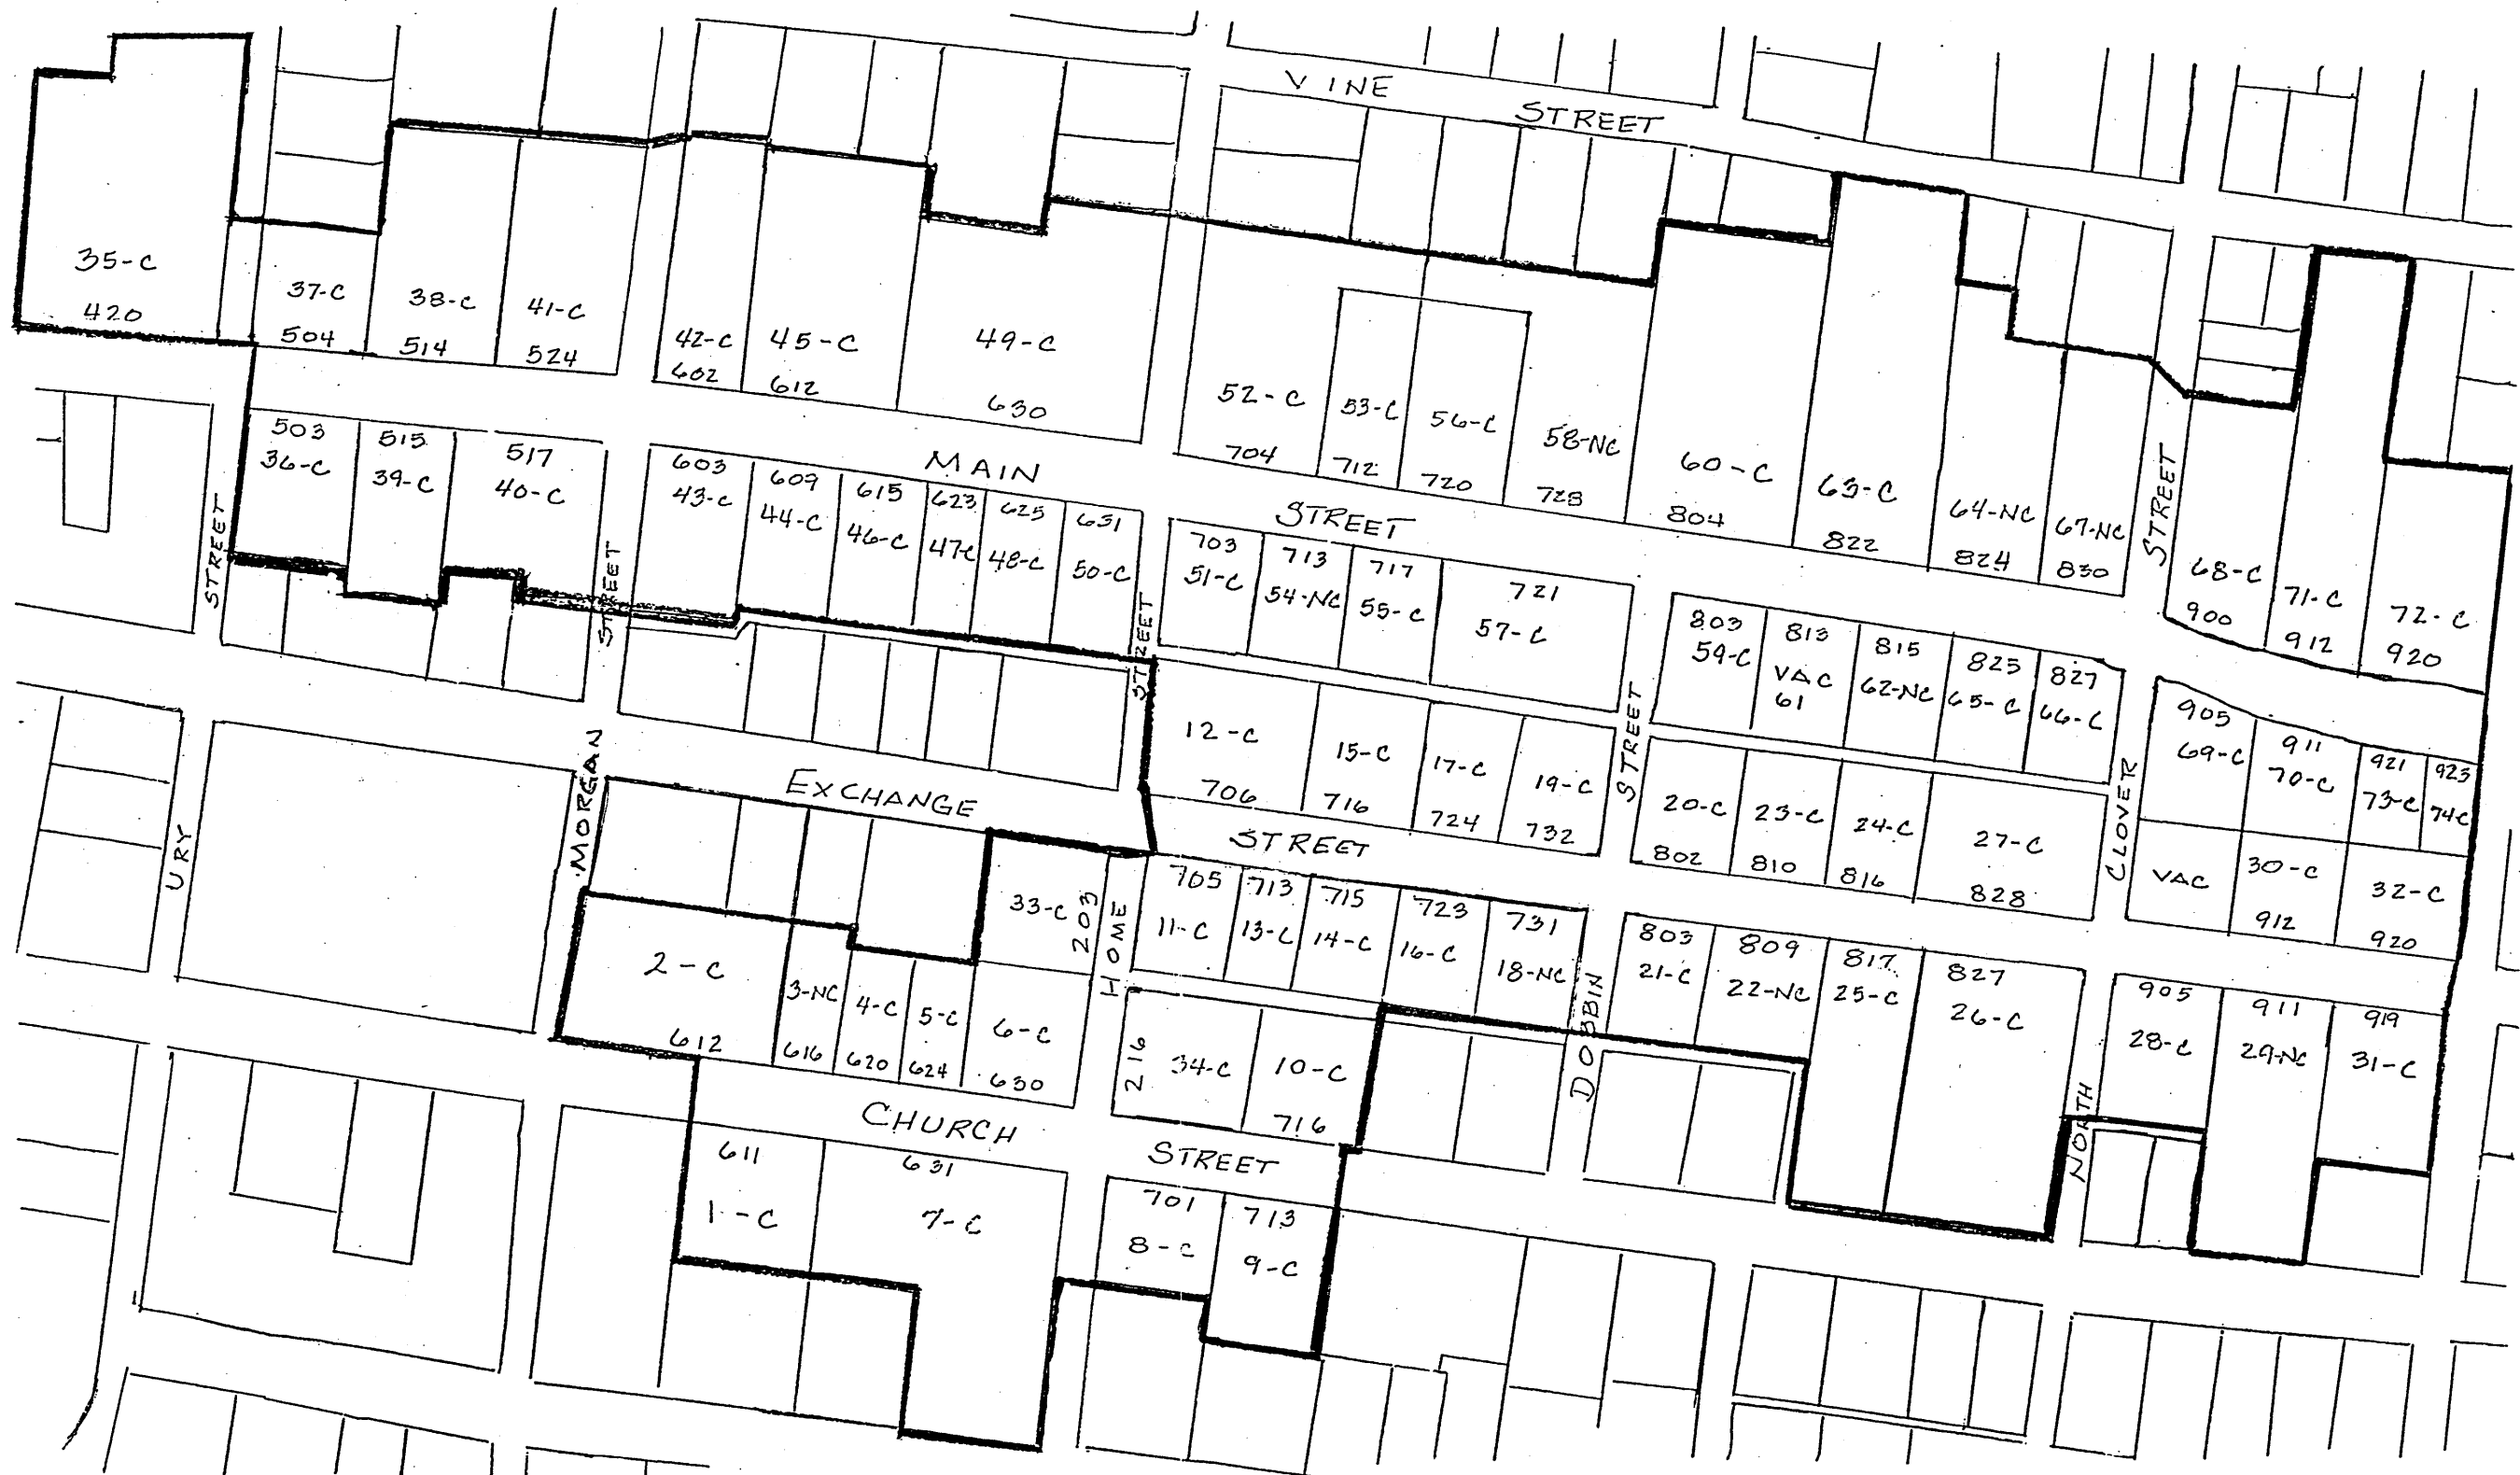 VINE
STREET
35-C
420
37-C
504
38-C
514
41-C
524
42-C
602
45-C
612
49-C
630
52-C
704
53-C
712
56-C
720
58-NC
728
60-C
804
63-C
822
64-NC
824
67-NC
830
STREET
68-C
900
71-C
912
72-C
920
MAIN
STREET
503
36-C
515
39-C
517
40-C
603
43-C
609
44-C
615
46-C
623
47-C
625
48-C
631
50-C
703
51-C
713
54-NC
717
55-C
721
57-C
803
59-C
813
VAC
61
815
62-NC
825
65-C
827
66-C
905
69-C
911
70-C
921
73-C
923
74-C
STREET
STREET
STREET
STREET
12-C
706
15-C
716
17-C
724
19-C
732
20-C
802
23-C
810
24-C
816
27-C
828
CLOVER
VAC
30-C
912
32-C
920
URY
MORGAN
EXCHANGE
STREET
33-C
203
HOME
705
11-C
713
13-C
715
14-C
723
16-C
731
18-NC
DOBBIN
803
21-C
809
22-NC
817
25-C
827
26-C
NORTH
905
28-C
911
29-NC
919
31-C
2-C
612
3-NC
616
4-C
620
5-C
624
6-C
630
216
34-C
10-C
716
CHURCH
STREET
611
1-C
631
7-C
701
8-C
713
9-C